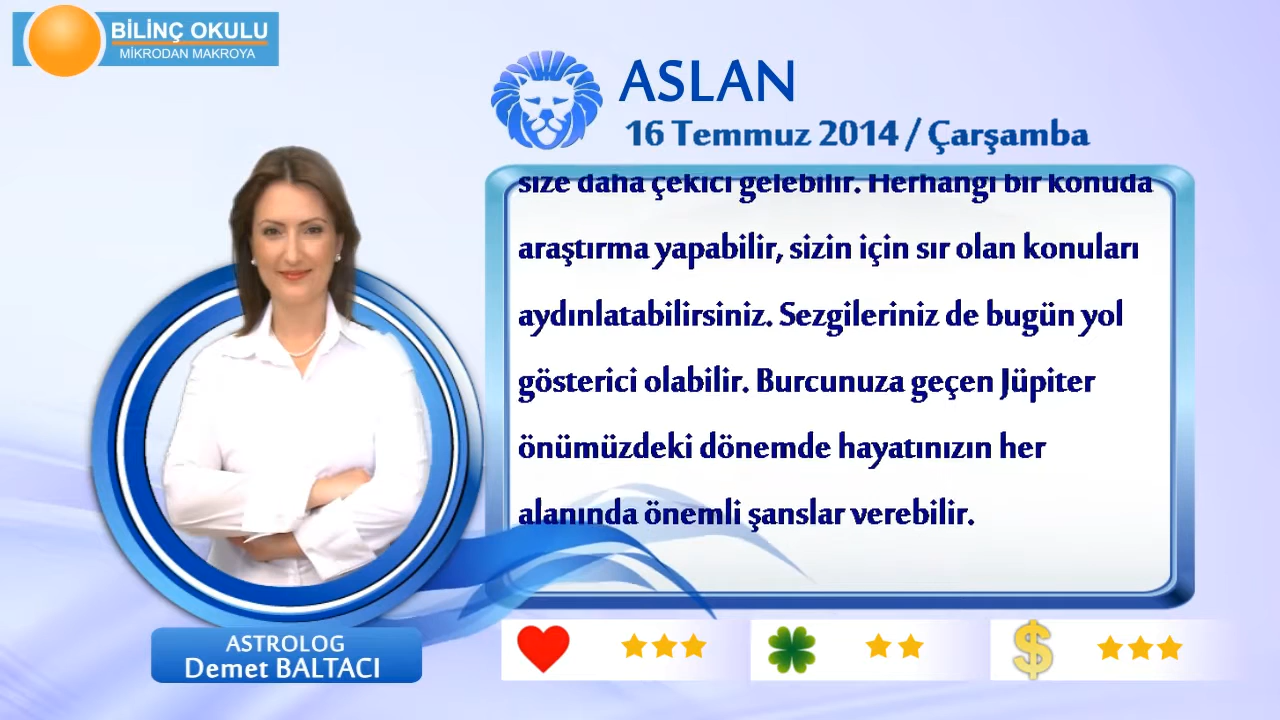 BİLİNÇ OKULU
MİKRODAN MAKROYA
ASLAN
16 Temmuz 2014 / Çarşamba
size daha çekici gelebilir. Herhangi bir konuda
araştırma yapabilir, sizin için sır olan konuları
aydınlatabilirsiniz. Sezgileriniz de bugün yol
gösterici olabilir. Burcunuza geçen Jüpiter
önümüzdeki dönemde hayatınızın her
alanında önemli şanslar verebilir.
ASTROLOG
Demet BALTACI